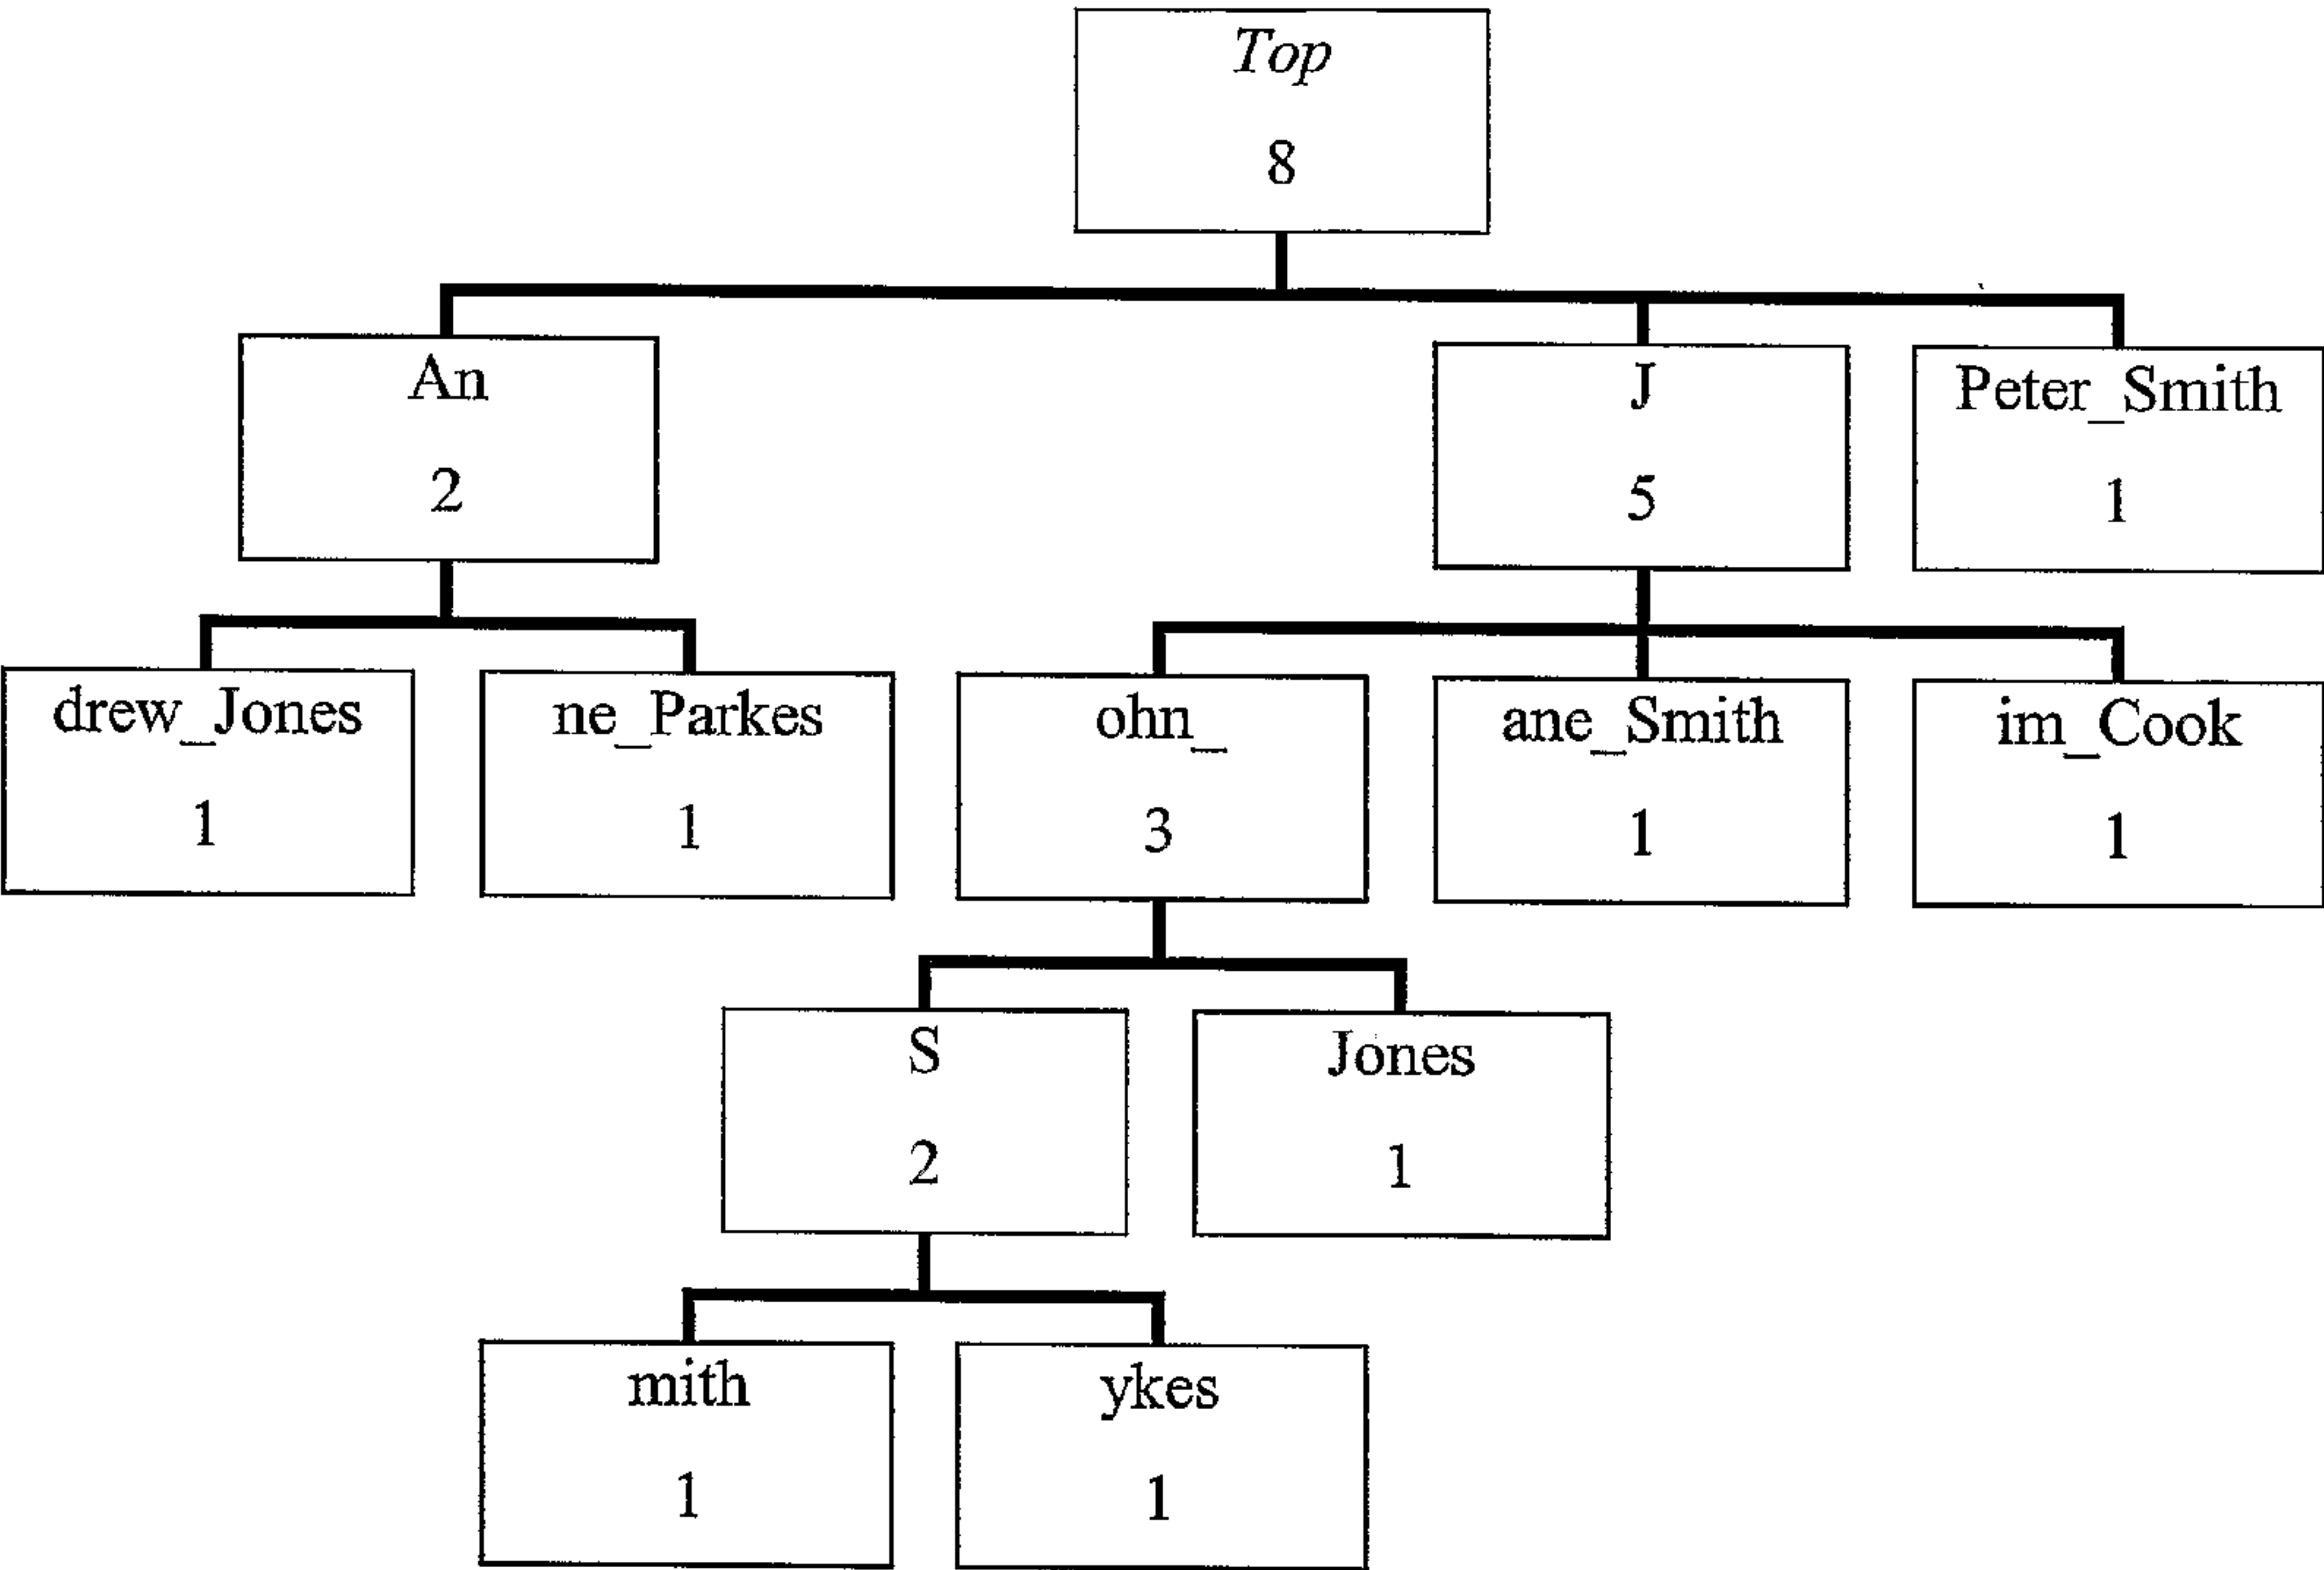 Top
8
An
2
J
5
Peter_Smith
1
drew_Jones
1
ne_Parkes
1
ohn_
3
ane_Smith
1
im_Cook
1
S
2
Jones
1
mith
1
ykes
1